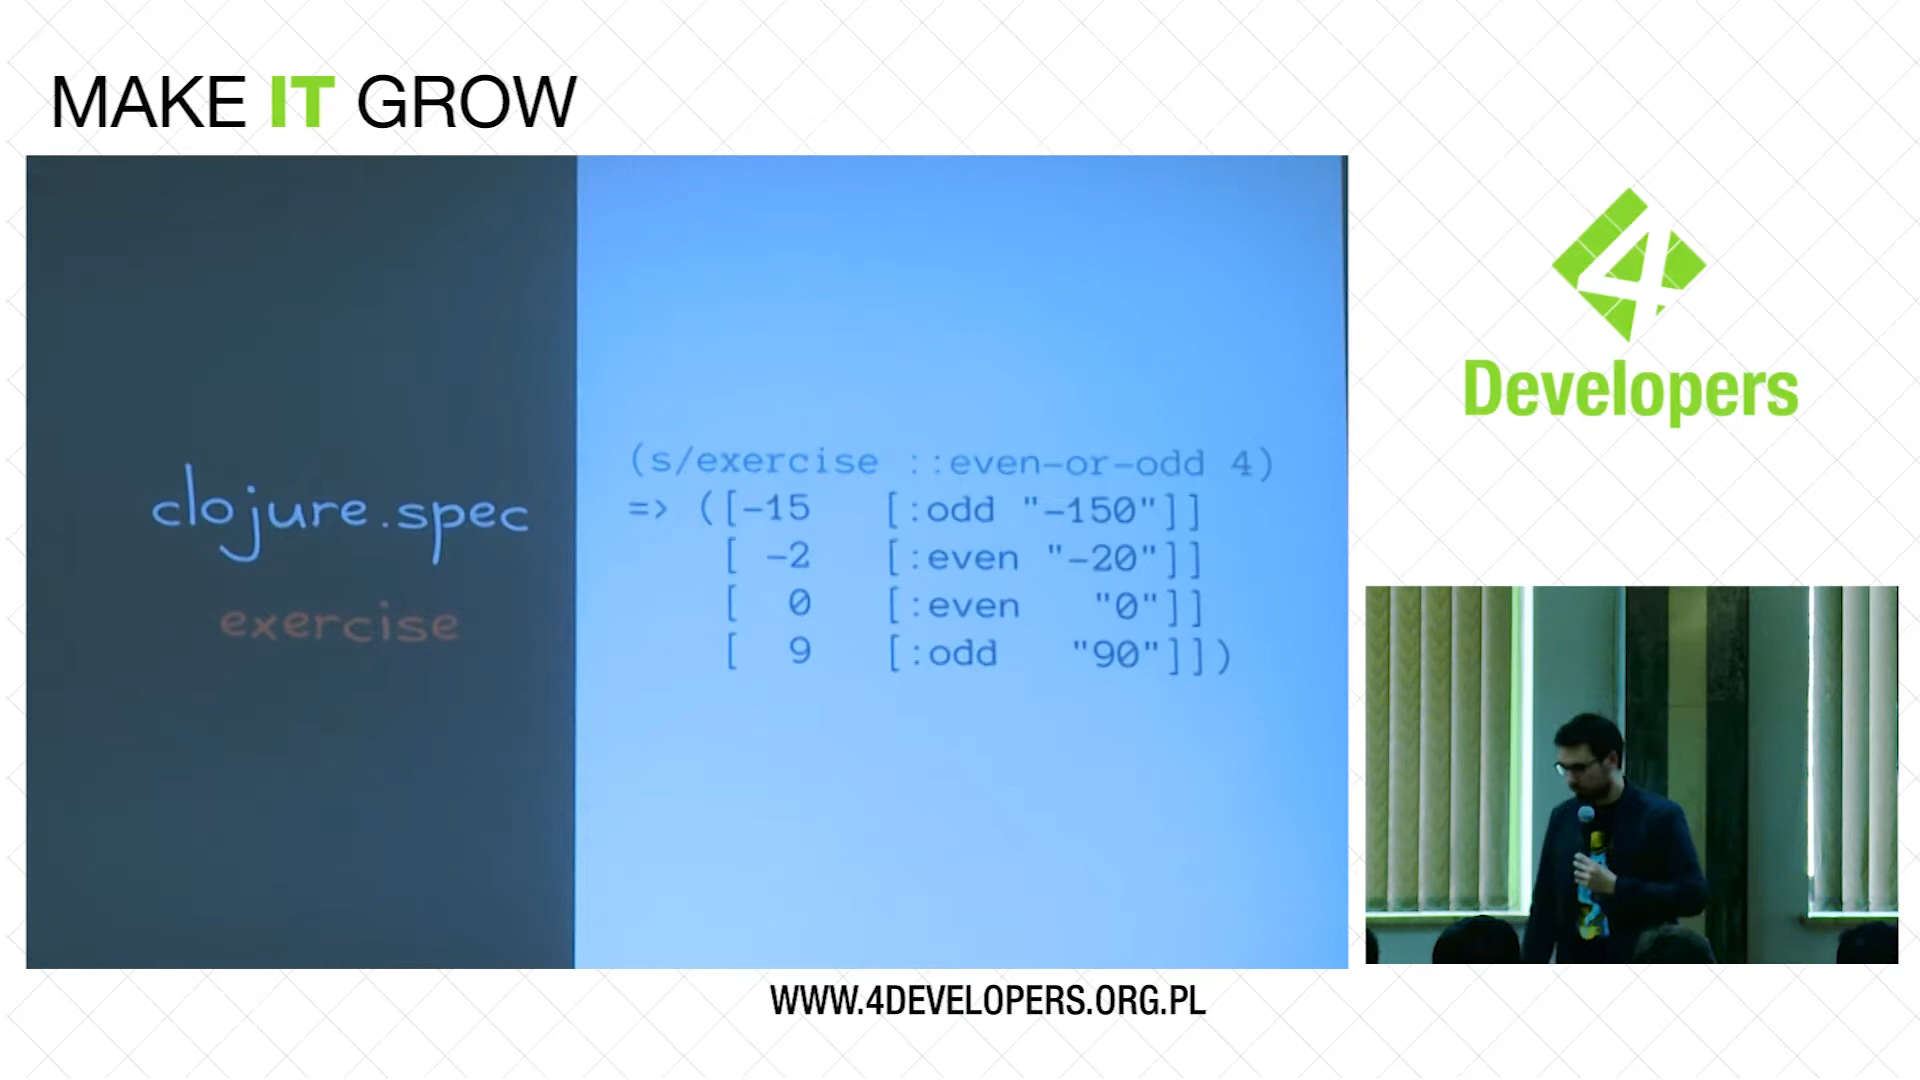 MAKE IT GROW
clojure.spec
exercise
(s/exercise ::even-or-odd 4)
=> ([-15 [:odd "-150"]]
[ -2 [:even "-20"]]
[ 0 [:even "0"]]
[ 9 [:odd "90"]])
4
Developers
WWW.4DEVELOPERS.ORG.PL